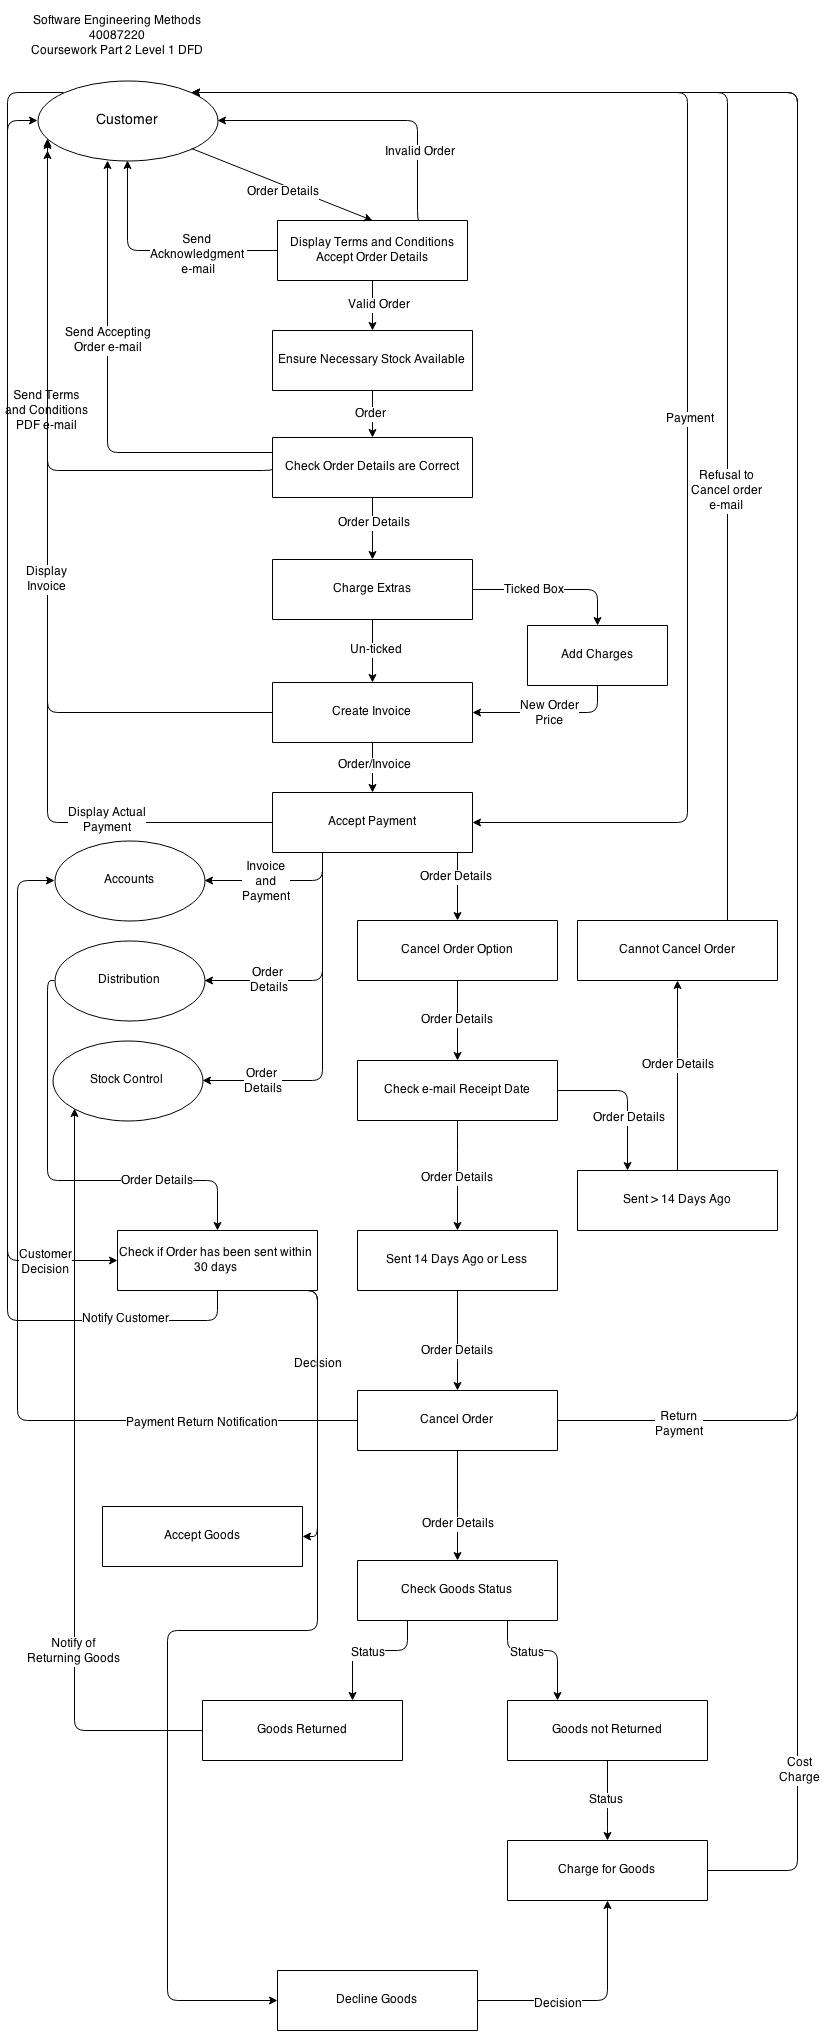 Software Engineering Methods
40087220
Coursework Part 2 Level 1 DFD
Customer
Invalid Order
Order Details
Send
Acknowledgment
e-mail
Display Terms and Conditions
Accept Order Details
Valid Order
Send Accepting
Order e-mail
Ensure Necessary Stock Available
Send Terms
and Conditions
PDF e-mail
Order
Payment
Check Order Details are Correct
Refusal to
Cancel order
e-mail
Order Details
Display
Invoice
Charge Extras
Ticked Box
Un-ticked
Add Charges
Create Invoice
New Order
Price
Order/Invoice
Display Actual
Payment
Accept Payment
Accounts
Invoice
and
Payment
Order Details
Cancel Order Option
Cannot Cancel Order
Distribution
Order
Details
Order Details
Stock Control
Order
Details
Check e-mail Receipt Date
Order Details
Order Details
Order Details
Order Details
Sent > 14 Days Ago
Customer
Decision
Check if Order has been sent within
30 days
Sent 14 Days Ago or Less
Notify Customer
Decision
Order Details
Payment Return Notification
Cancel Order
Return
Payment
Accept Goods
Order Details
Check Goods Status
Notify of
Returning Goods
Status
Status
Goods Returned
Goods not Returned
Cost
Charge
Status
Charge for Goods
Decline Goods
Decision